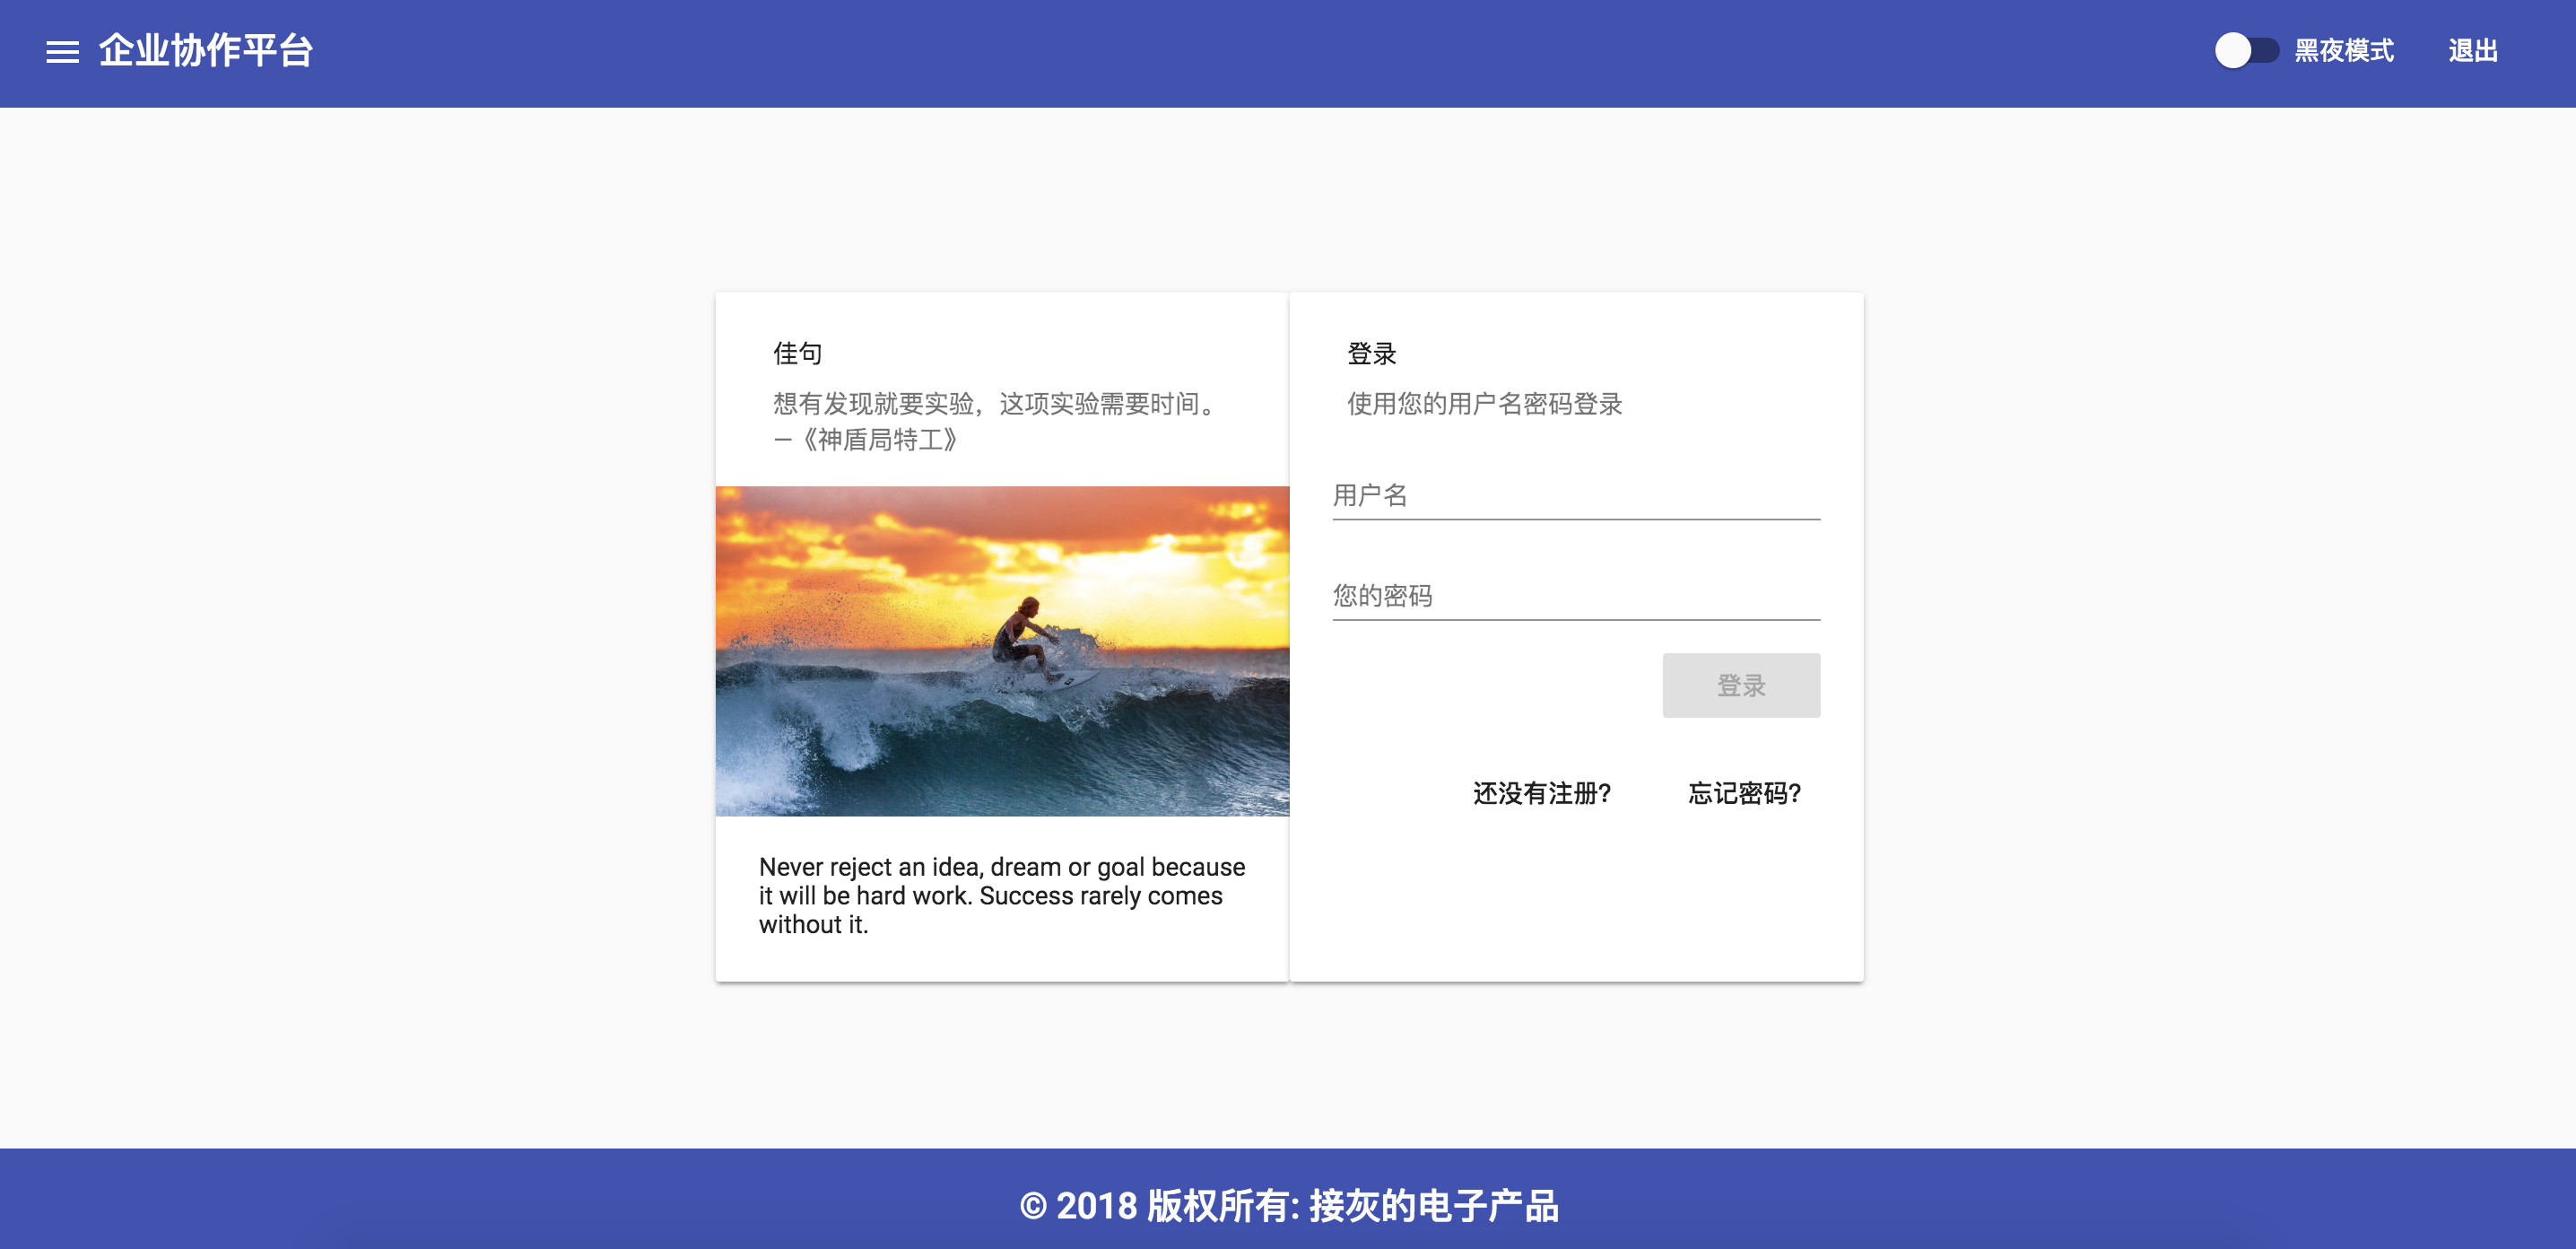 企业协作平台
黑夜模式
退出
佳句
想有发现就要实验，这项实验需要时间。
—《神盾局特工》
Never reject an idea, dream or goal because
it will be hard work. Success rarely comes
without it.
登录
使用您的用户名密码登录
用户名
您的密码
登录
还没有注册?
忘记密码?
© 2018 版权所有: 接灰的电子产品